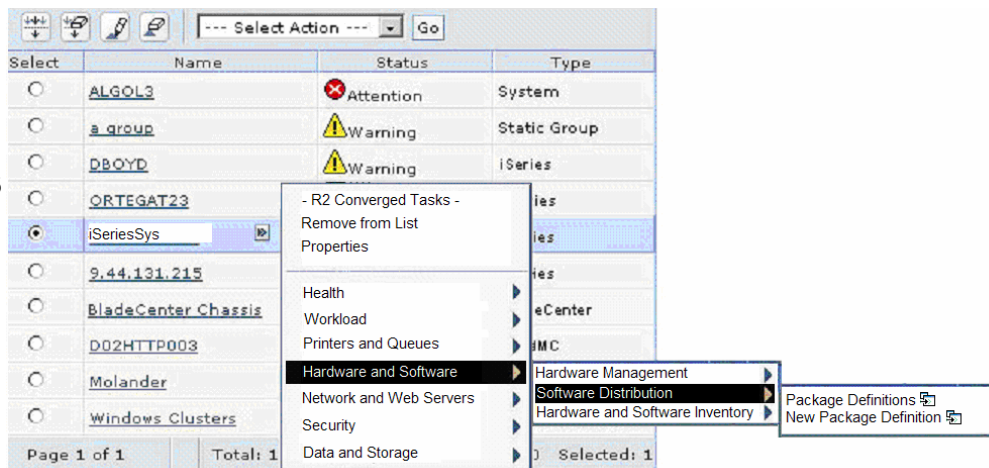 --- Select Action --- Go
Select Name Status Type
ALGOL3 Attention System
a group Warning Static Group
DBOYD Warning iSeries
ORTEGAT23 - R2 Converged Tasks - ies
Remove from List
iSeriesSys ies
Properties
9.44.131.215 ies
Health
BladeCenter Chassis eCenter
Workload
D02HTTP003 Printers and Queues MC
Hardware and Software Hardware Management
Molander
Software Distribution Package Definitions
Network and Web Servers
Hardware and Software Inventory New Package Definition
Windows Clusters
Security
Page 1 of 1 Total: 1 Data and Storage Selected: 1